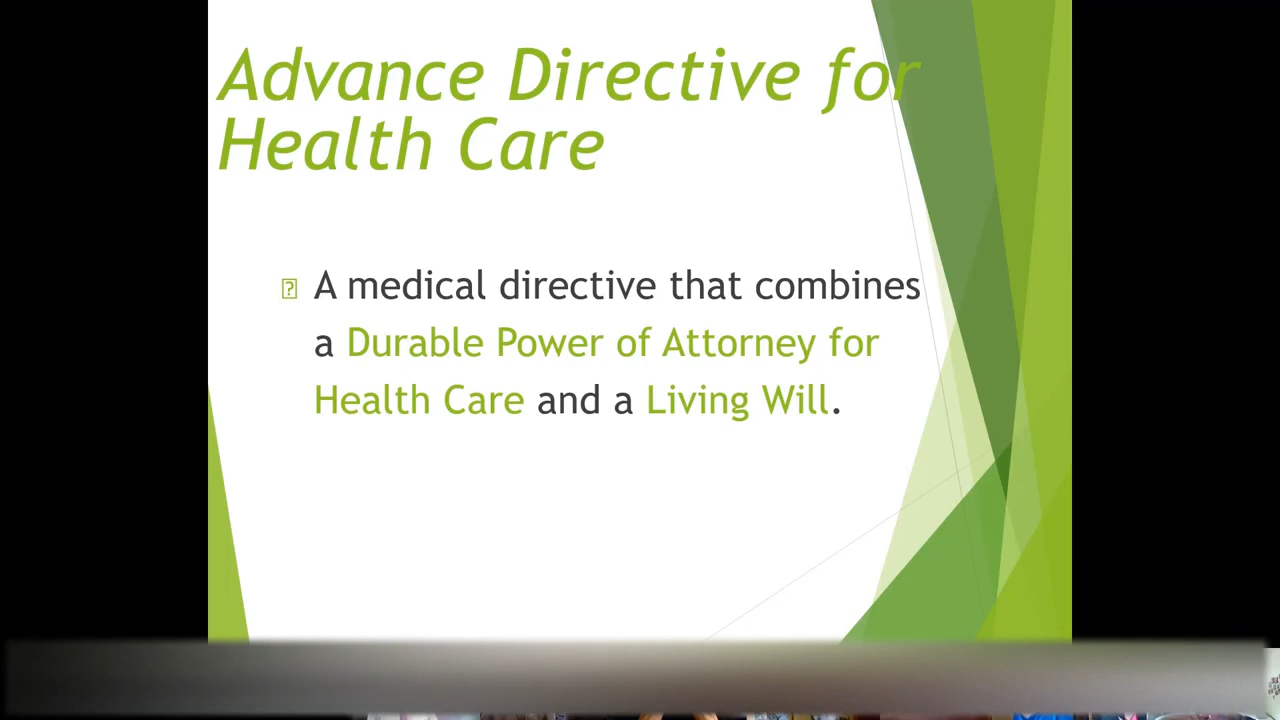 Advance Directive for
Health Care
A medical directive that combines
a Durable Power of Attorney for
Health Care and a Living Will.